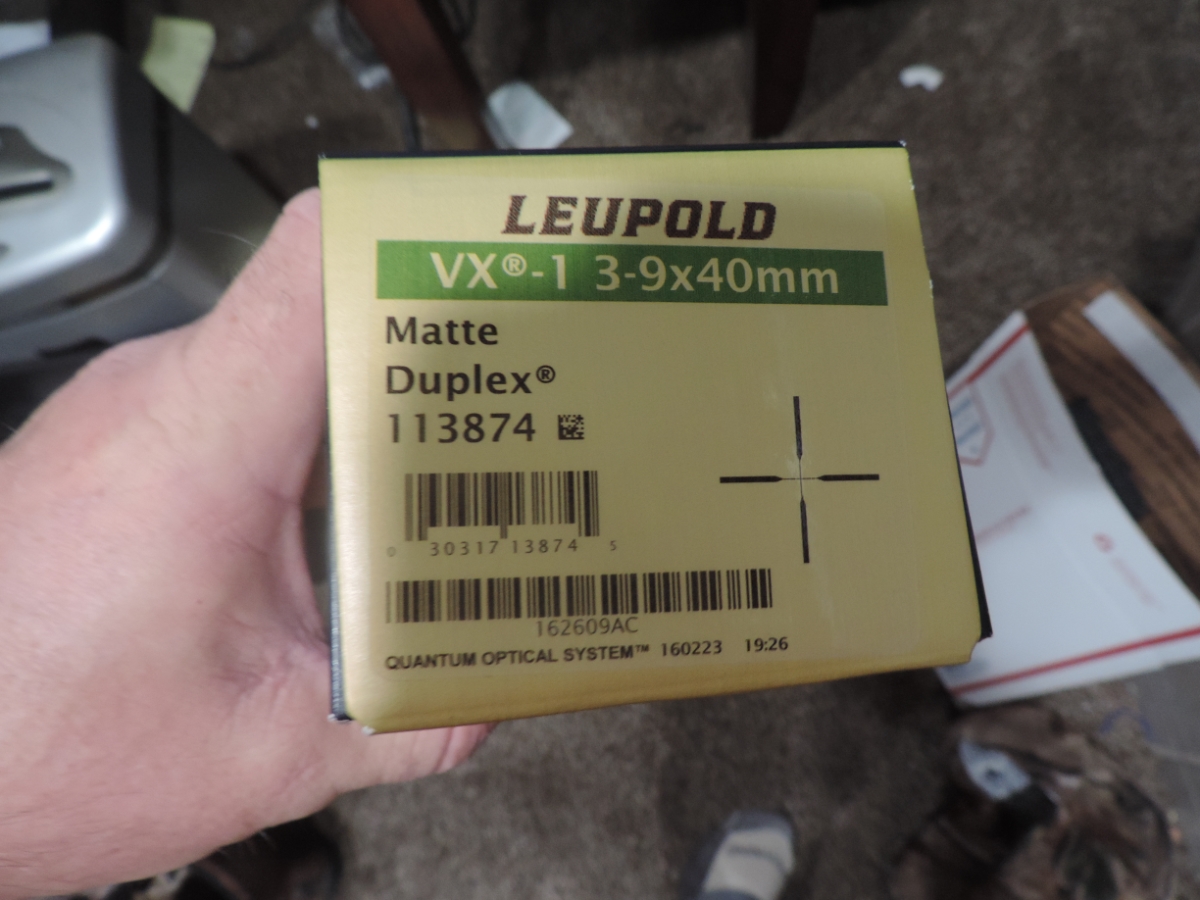 LEUPOLD
VX®-1 3-9x40mm
Matte
Duplex®
113874
0 30317 13874 5
162609AC
QUANTUM OPTICAL SYSTEM™ 160223 19:26